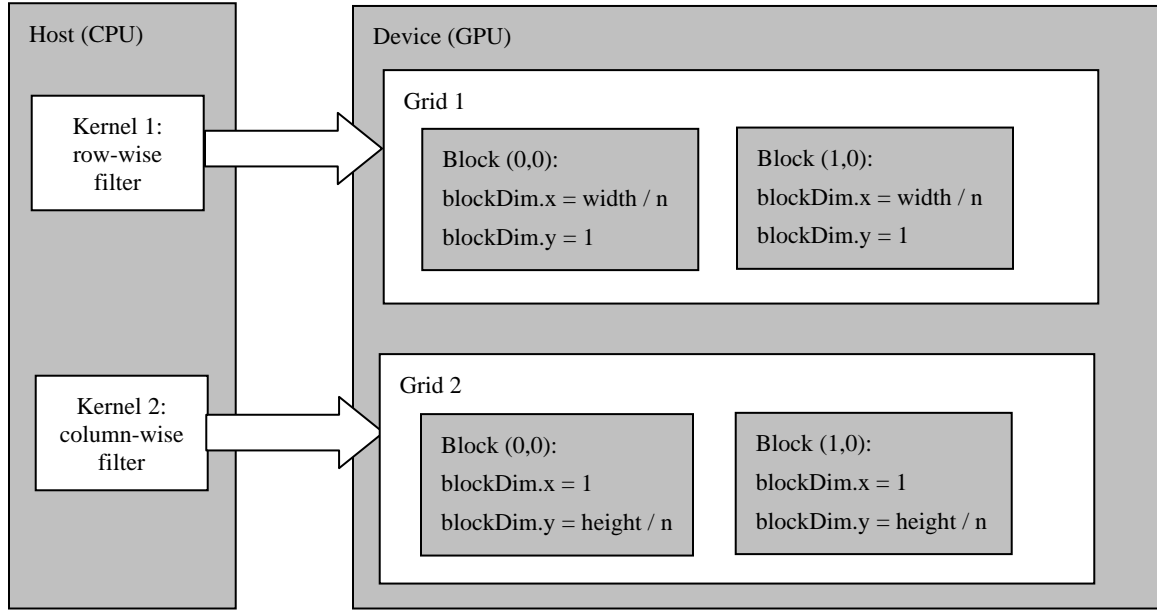 Host (CPU)
Kernel 1:
row-wise
filter
Kernel 2:
column-wise
filter
Device (GPU)
Grid 1
Block (0,0):
blockDim.x = width / n
blockDim.y = 1
Block (1,0):
blockDim.x = width / n
blockDim.y = 1
Grid 2
Block (0,0):
blockDim.x = 1
blockDim.y = height / n
Block (1,0):
blockDim.x = 1
blockDim.y = height / n